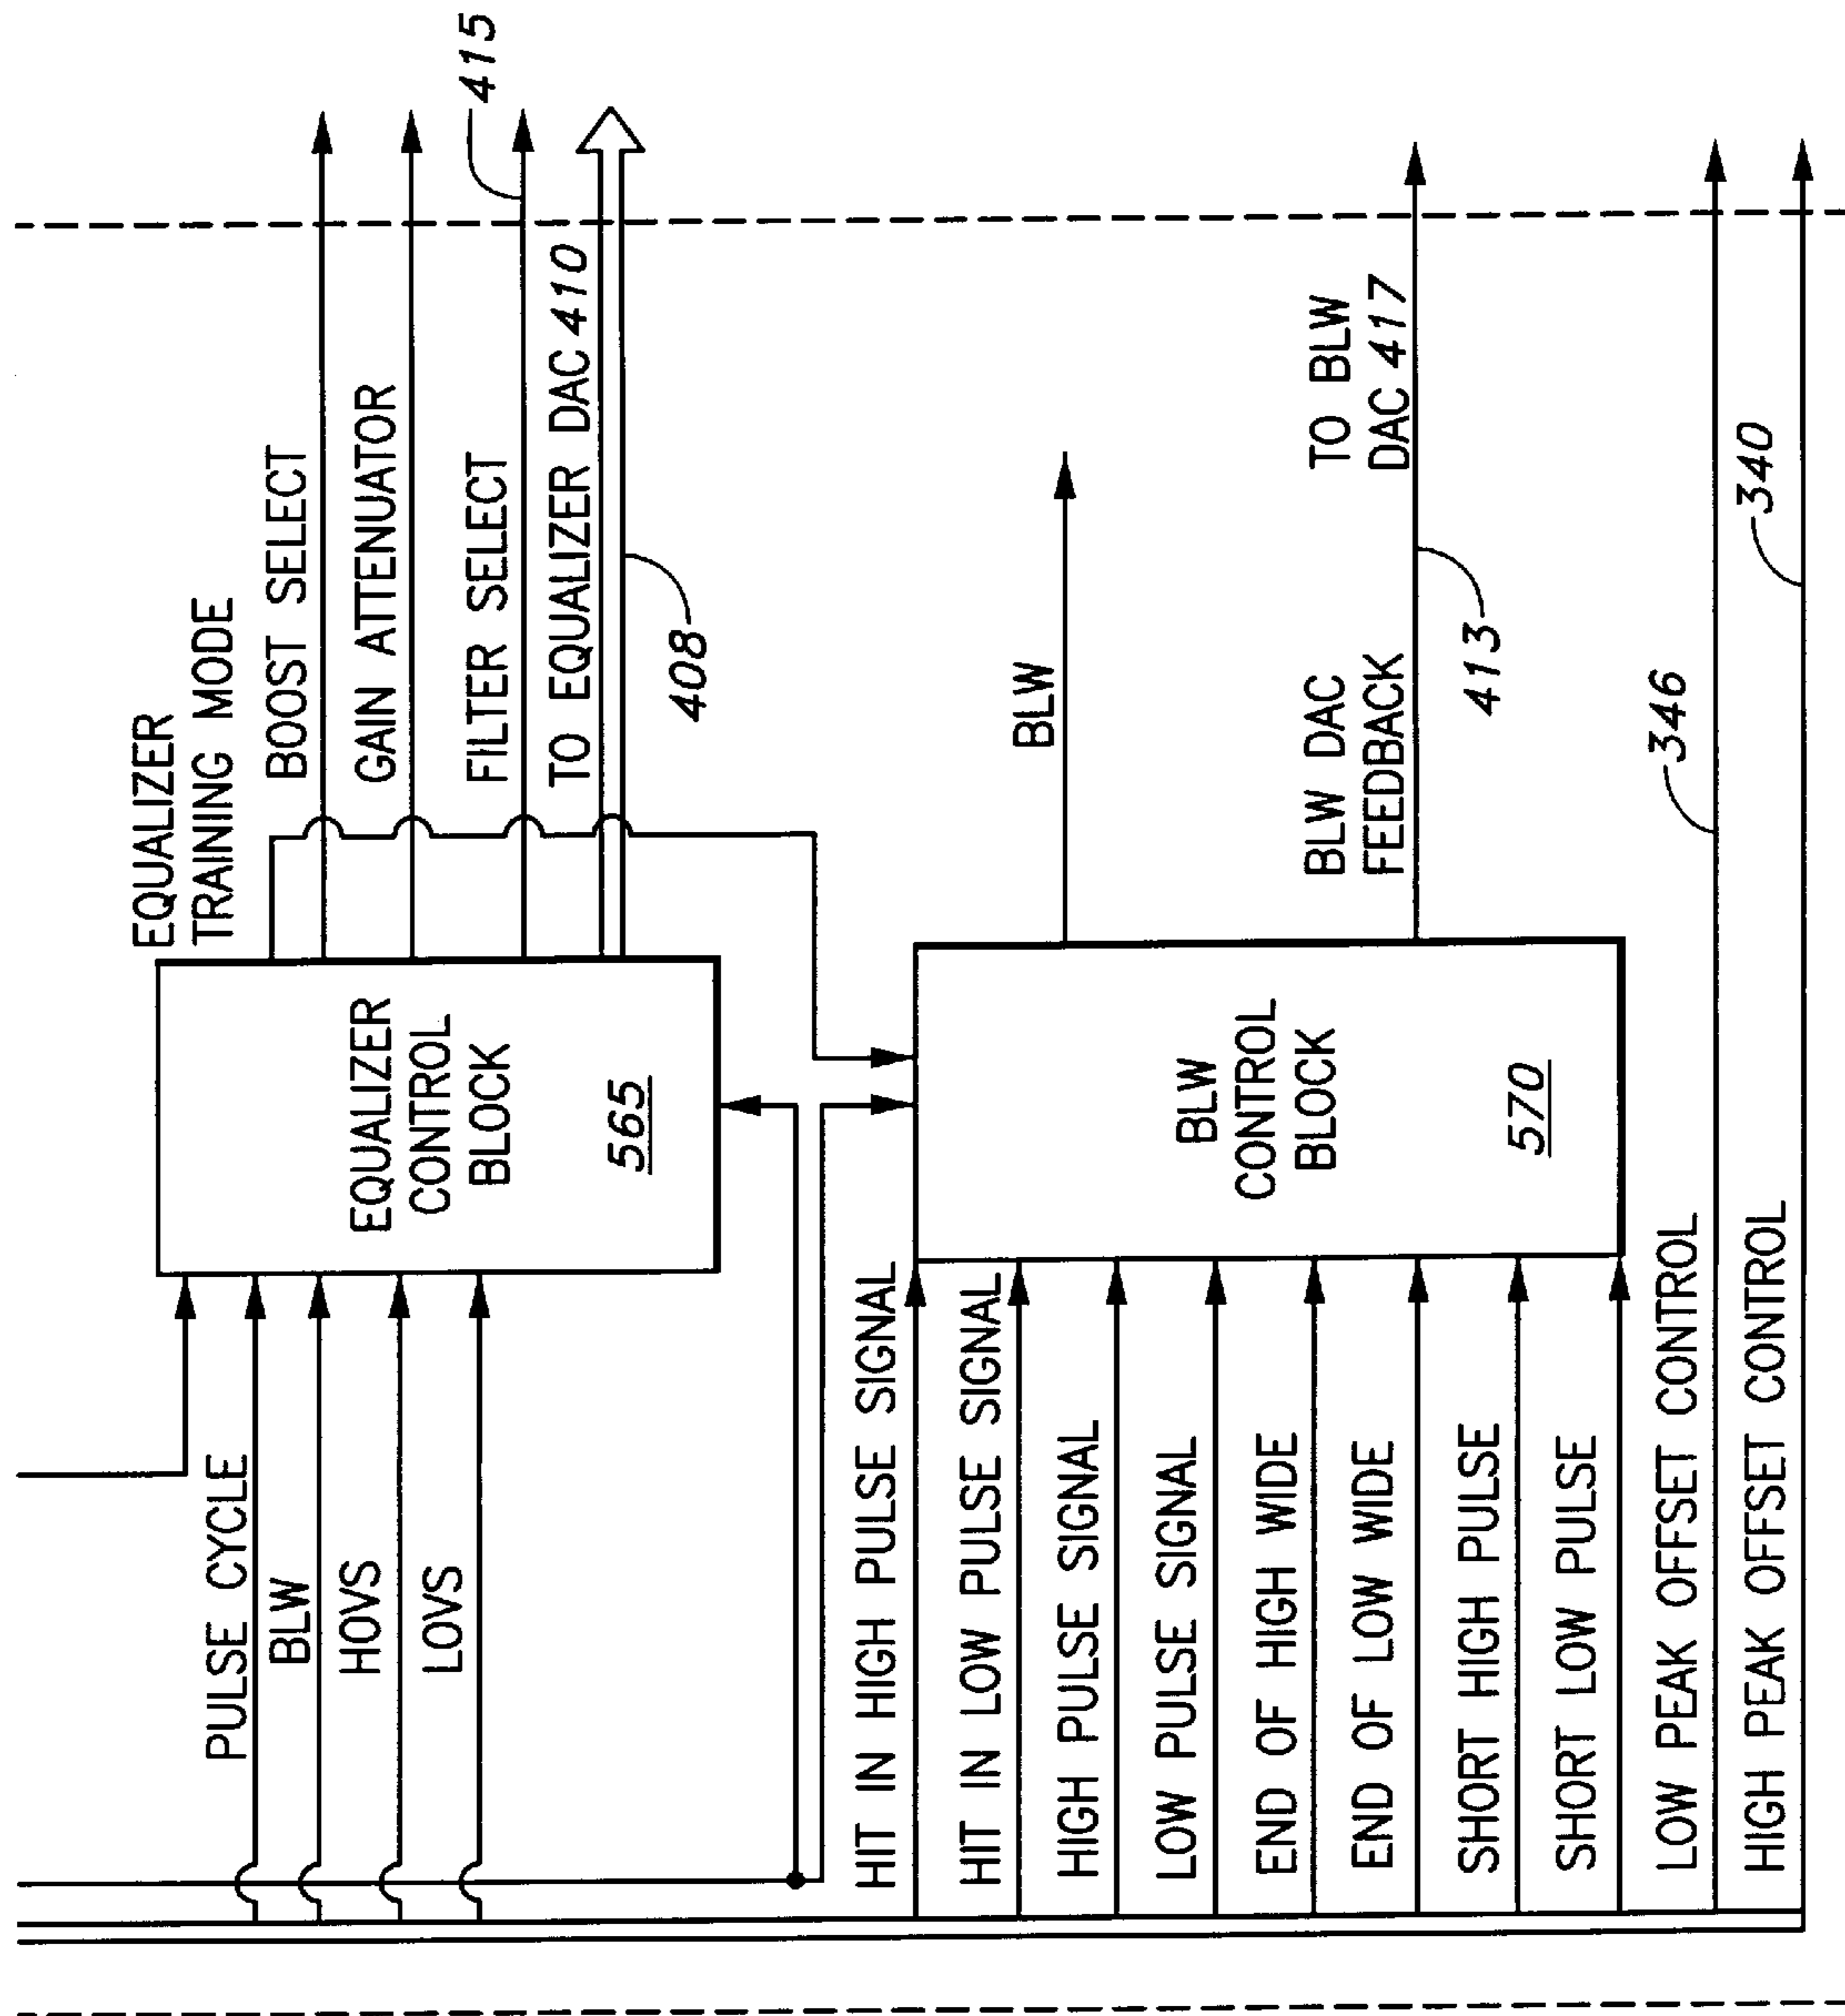 EQUALIZER
TRAINING MODE
BOOST SELECT
GAIN ATTENUATOR
415
FILTER SELECT
TO EQUALIZER DAC 410
408
PULSE CYCLE
BLW
HOVS
LOVS
EQUALIZER
CONTROL
BLOCK
565
HIT IN HIGH PULSE SIGNAL
HIT IN LOW PULSE SIGNAL
HIGH PULSE SIGNAL
LOW PULSE SIGNAL
END OF HIGH WIDE
END OF LOW WIDE
SHORT HIGH PULSE
SHORT LOW PULSE
BLW
CONTROL
BLOCK
570
BLW
BLW DAC
FEEDBACK
TO BLW
DAC 417
413
LOW PEAK OFFSET CONTROL
346
HIGH PEAK OFFSET CONTROL
340